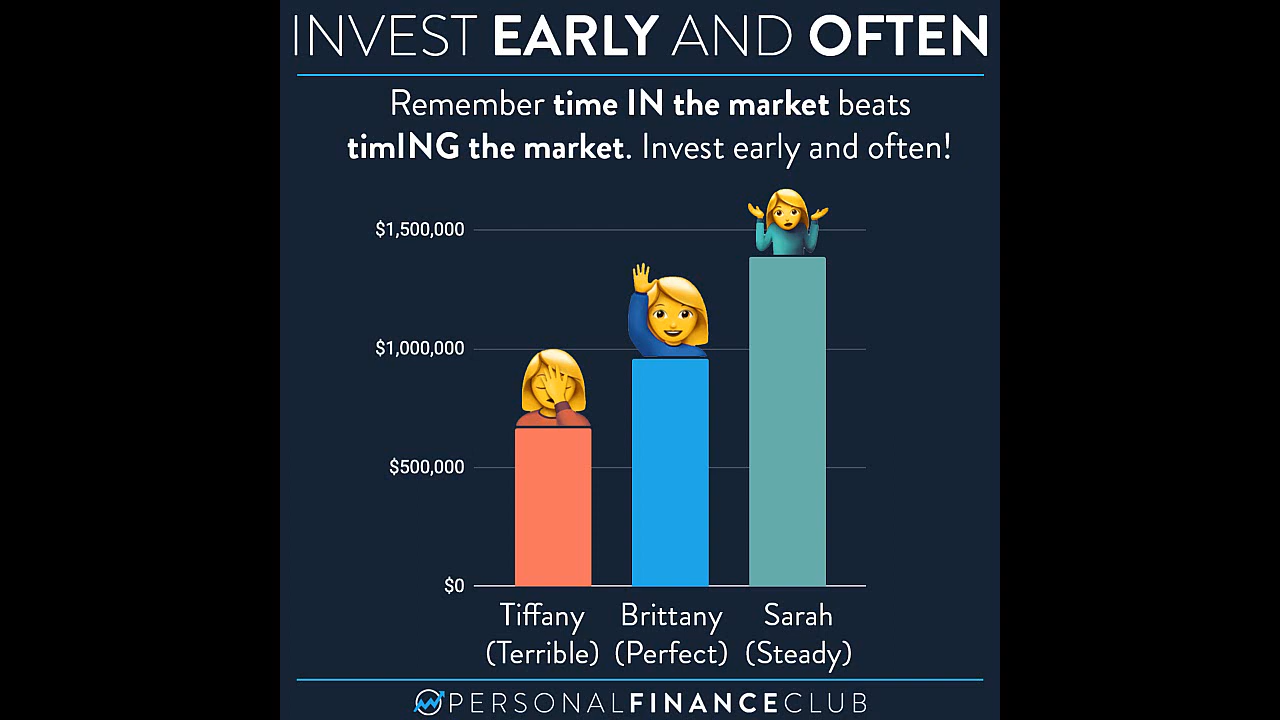 INVEST EARLY AND OFTEN
Remember time IN the market beats
timING the market. Invest early and often!
$1,500,000
$1,000,000
$500,000
$0
Tiffany Brittany Sarah
(Terrible) (Perfect) (Steady)
PERSONALFINANCECLUB